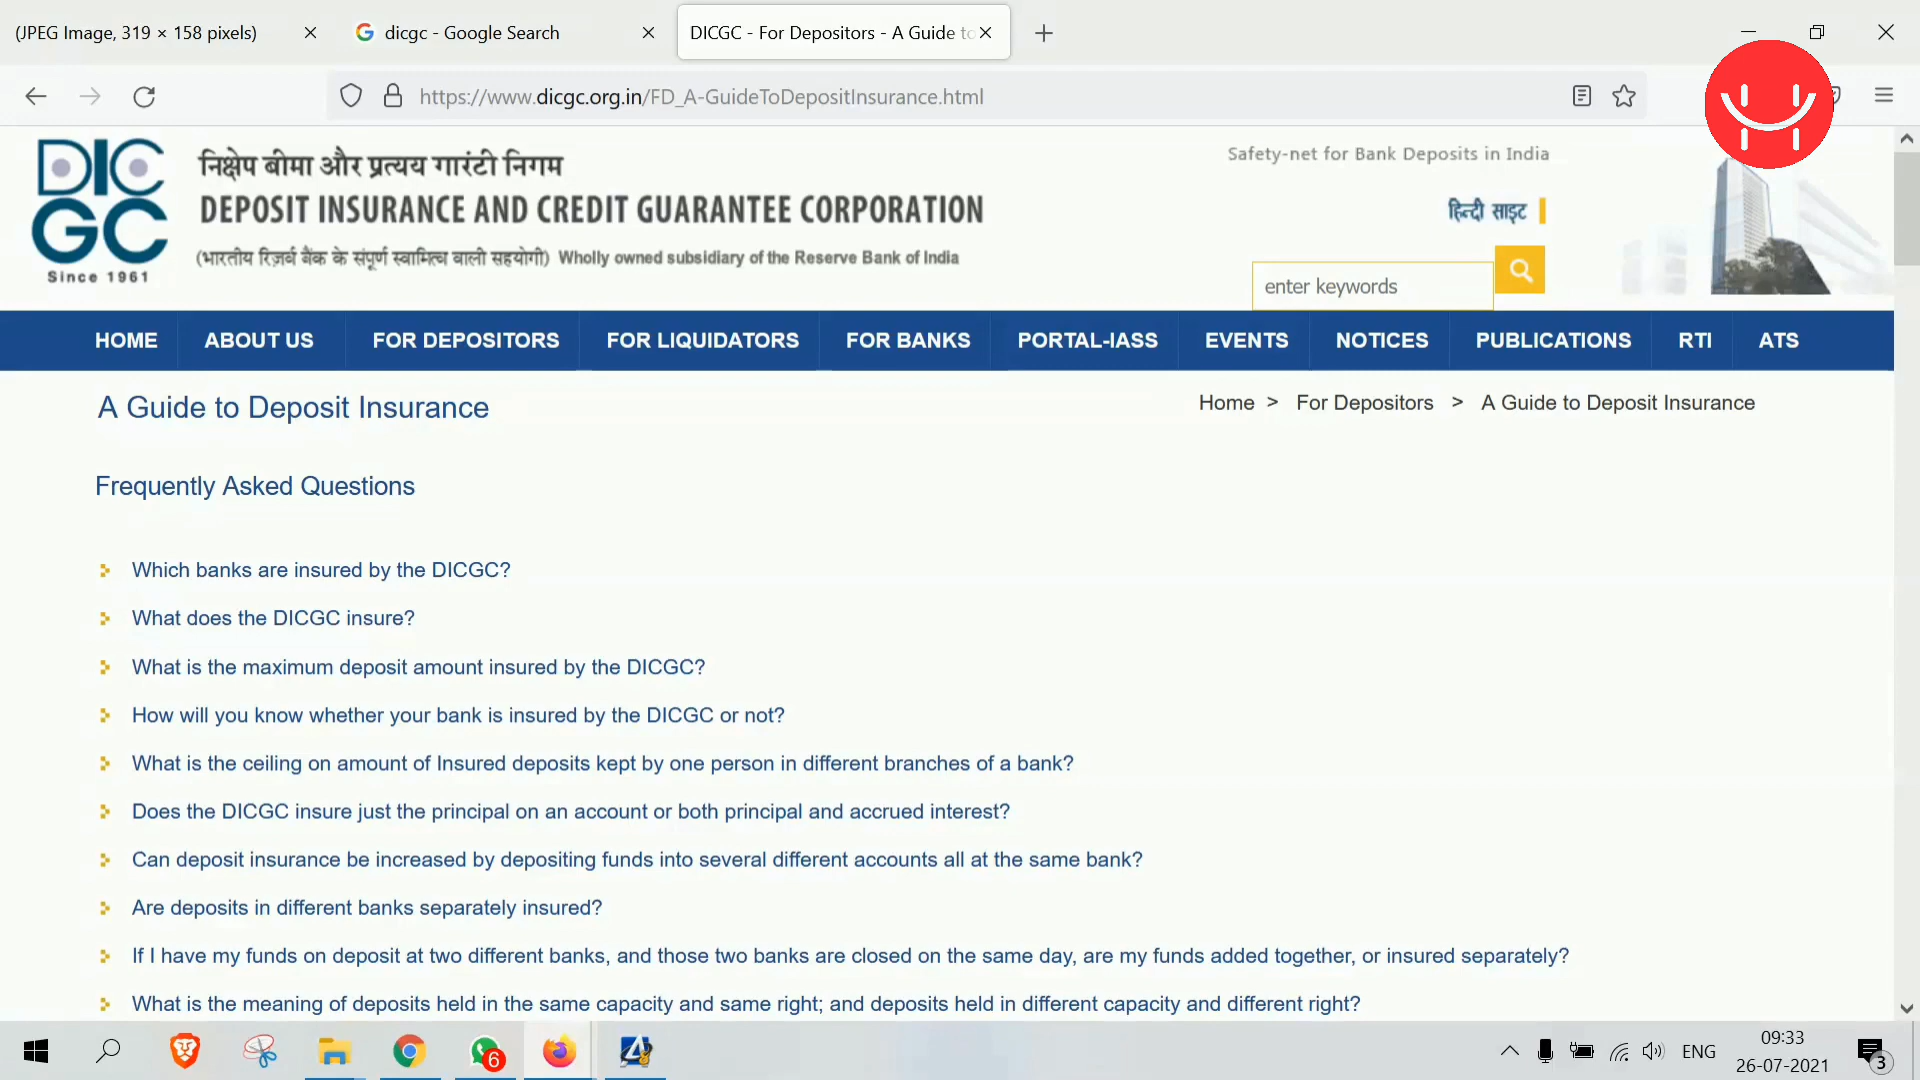 (JPEG Image, 319 × 158 pixels)
dicgc - Google Search
DICGC - For Depositors - A Guide to
https://www.dicgc.org.in/FD_A-GuideToDepositInsurance.html
DIC
GC
Since 1961
निक्षेप बीमा और प्रत्यय गारंटी निगम
DEPOSIT INSURANCE AND CREDIT GUARANTEE CORPORATION
(भारतीय रिज़र्व बैंक के संपूर्ण स्वामित्व वाली सहयोगी) Wholly owned subsidiary of the Reserve Bank of India
Safety-net for Bank Deposits in India
हिन्दी साइट
enter keywords
HOME ABOUT US FOR DEPOSITORS FOR LIQUIDATORS FOR BANKS PORTAL-IASS EVENTS NOTICES PUBLICATIONS RTI ATS
A Guide to Deposit Insurance
Home > For Depositors > A Guide to Deposit Insurance
Frequently Asked Questions
Which banks are insured by the DICGC?
What does the DICGC insure?
What is the maximum deposit amount insured by the DICGC?
How will you know whether your bank is insured by the DICGC or not?
What is the ceiling on amount of Insured deposits kept by one person in different branches of a bank?
Does the DICGC insure just the principal on an account or both principal and accrued interest?
Can deposit insurance be increased by depositing funds into several different accounts all at the same bank?
Are deposits in different banks separately insured?
If I have my funds on deposit at two different banks, and those two banks are closed on the same day, are my funds added together, or insured separately?
What is the meaning of deposits held in the same capacity and same right; and deposits held in different capacity and different right?
6
ENG
09:33
26-07-2021
3